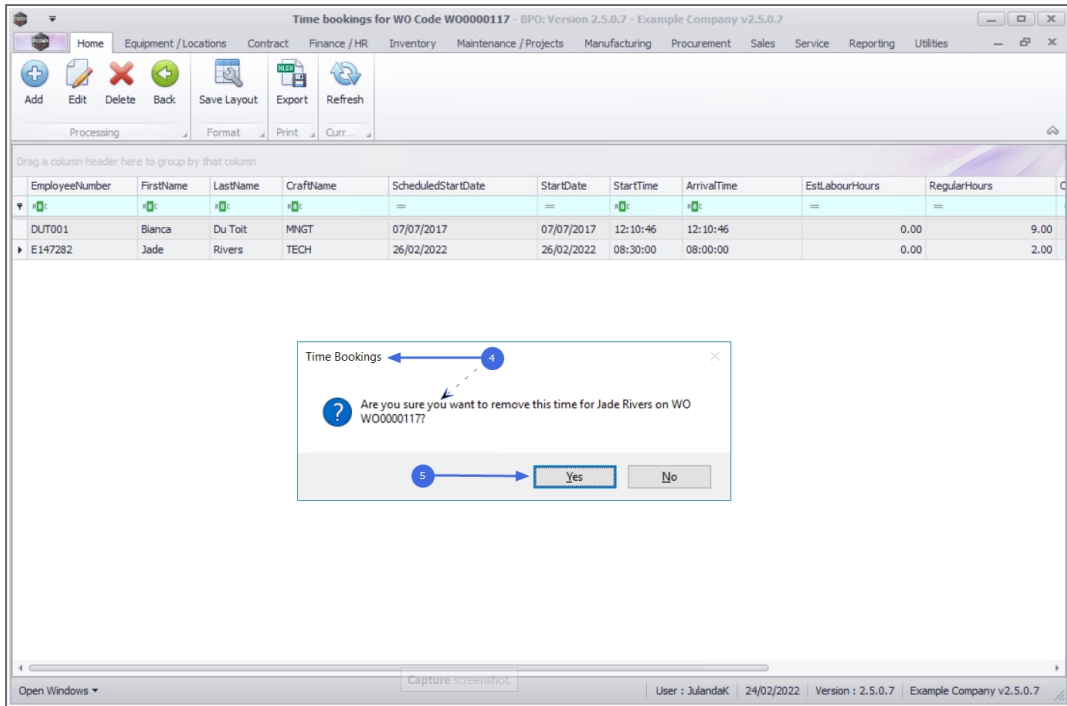 Time bookings for WO Code WO0000117 - BPO: Version 2.5.0.7 - Example Company v2.5.0.7
Home Equipment / Locations Contract Finance / HR Inventory Maintenance / Projects Manufacturing Procurement Sales Service Reporting Utilities
XLSX
Add Edit Delete Back Save Layout Export Refresh
Processing Format Print Curr...
Drag a column header here to group by that column
EmployeeNumber FirstName LastName CraftName ScheduledStartDate StartDate StartTime ArrivalTime EstLabourHours RegularHours
= = = =
DUT001 Bianca Du Toit MNGT 07/07/2017 07/07/2017 12:10:46 12:10:46 0.00 9.00
E147282 Jade Rivers TECH 26/02/2022 26/02/2022 08:30:00 08:00:00 0.00 2.00
Time Bookings 4
Are you sure you want to remove this time for Jade Rivers on WO
WO0000117?
5 Yes No
Capture screenshot.
Open Windows User : JulandaK 24/02/2022 Version : 2.5.0.7 Example Company v2.5.0.7